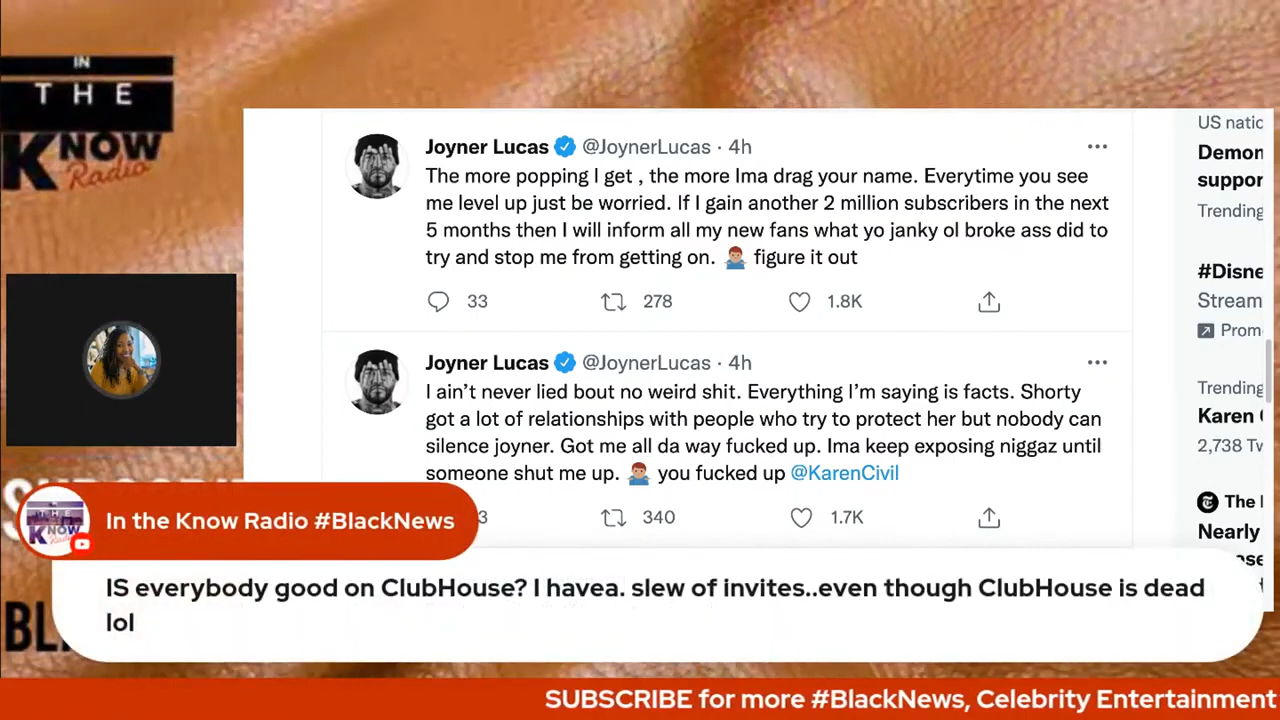 IN
THE
KNOW
Radio
Joyner Lucas @JoynerLucas · 4h
The more popping I get , the more Ima drag your name. Everytime you see
me level up just be worried. If I gain another 2 million subscribers in the next
5 months then I will inform all my new fans what yo janky ol broke ass did to
try and stop me from getting on. 🤷🏽‍♂️ figure it out
33 278 1.8K
Joyner Lucas @JoynerLucas · 4h
I ain’t never lied bout no weird shit. Everything I’m saying is facts. Shorty
got a lot of relationships with people who try to protect her but nobody can
silence joyner. Got me all da way fucked up. Ima keep exposing niggaz until
someone shut me up. 🤷🏽‍♂️ you fucked up @KarenCivil
3 340 1.7K
US natic
Demon
suppor
Trending
#Disne
Stream
Prom
Trending
Karen
2,738 Tw
The
Nearly
In the Know Radio #BlackNews
IS everybody good on ClubHouse? I havea. slew of invites..even though ClubHouse is dead
lol
BL
SUBSCRIBE for more #BlackNews, Celebrity Entertainment